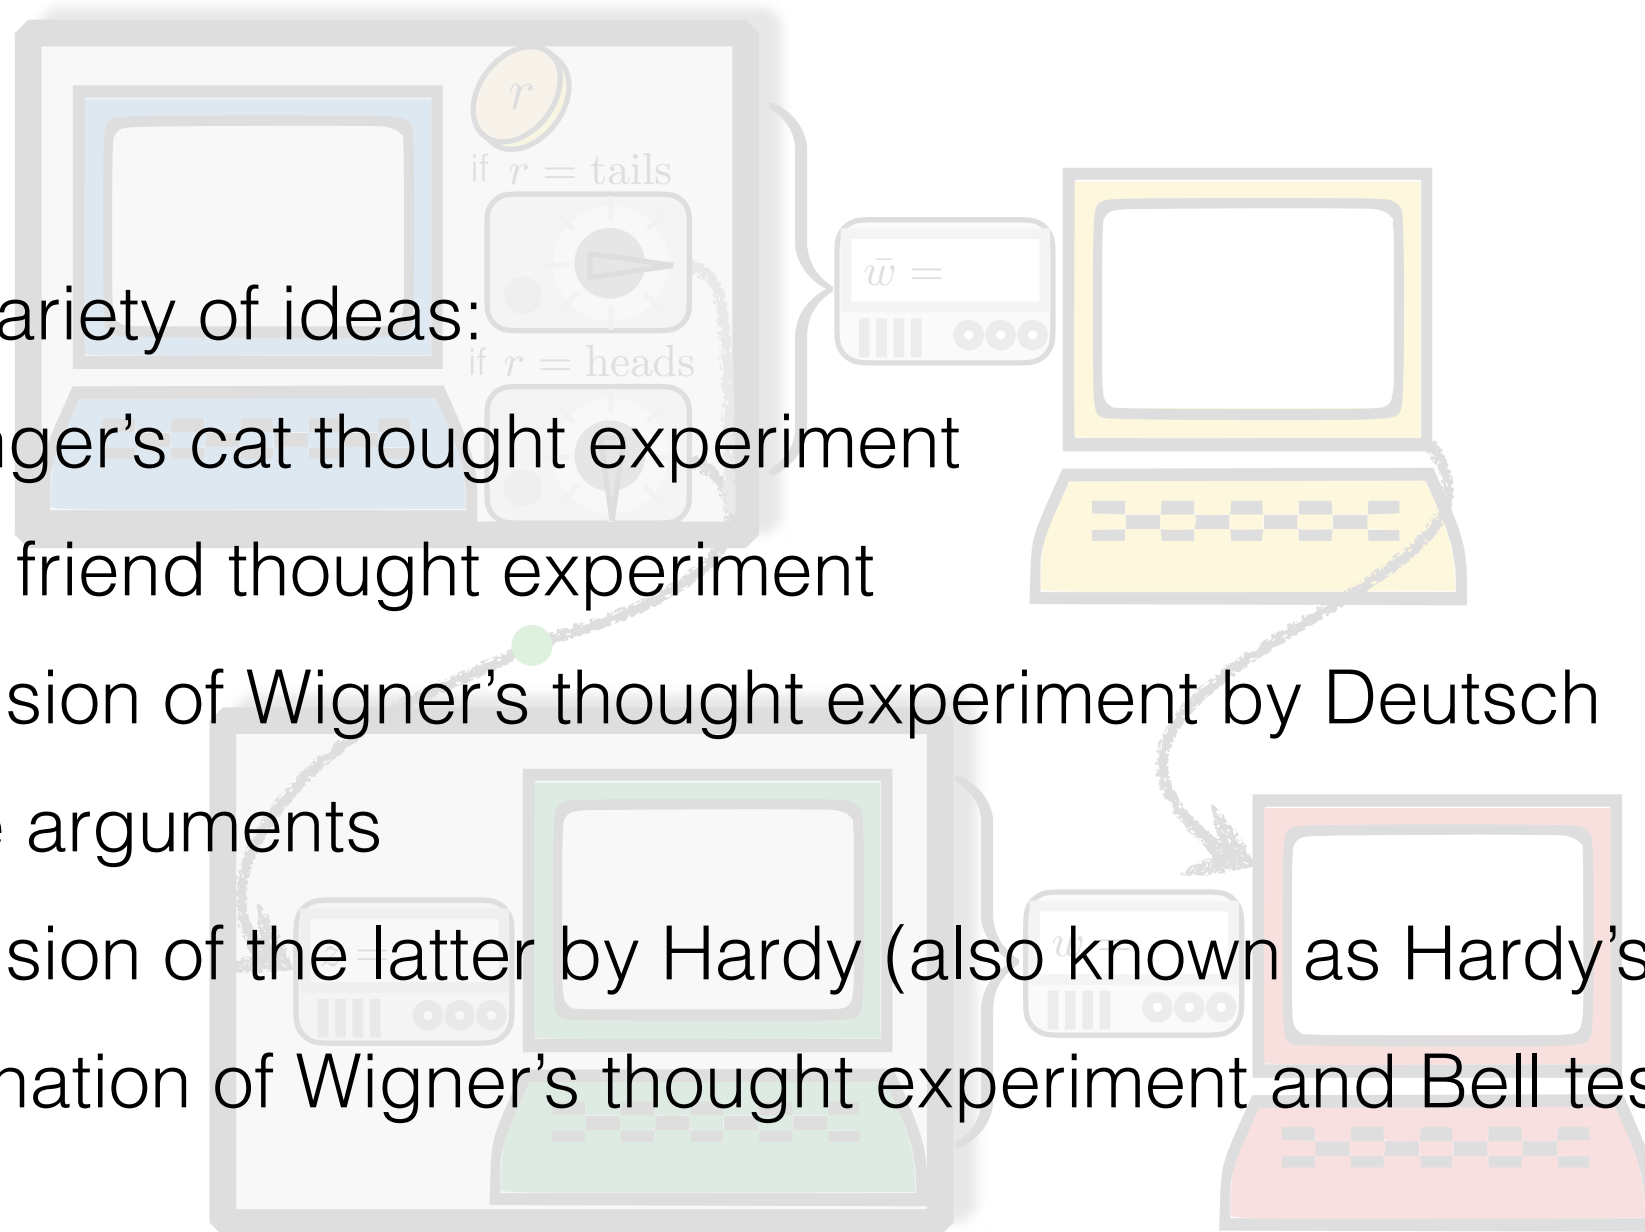 r
if r = tails
w̄ =
ariety of ideas:
if r = heads
nger’s cat thought experiment
friend thought experiment
sion of Wigner’s thought experiment by Deutsch
e arguments
sion of the latter by Hardy (also known as Hardy’s
w =
nation of Wigner’s thought experiment and Bell tes